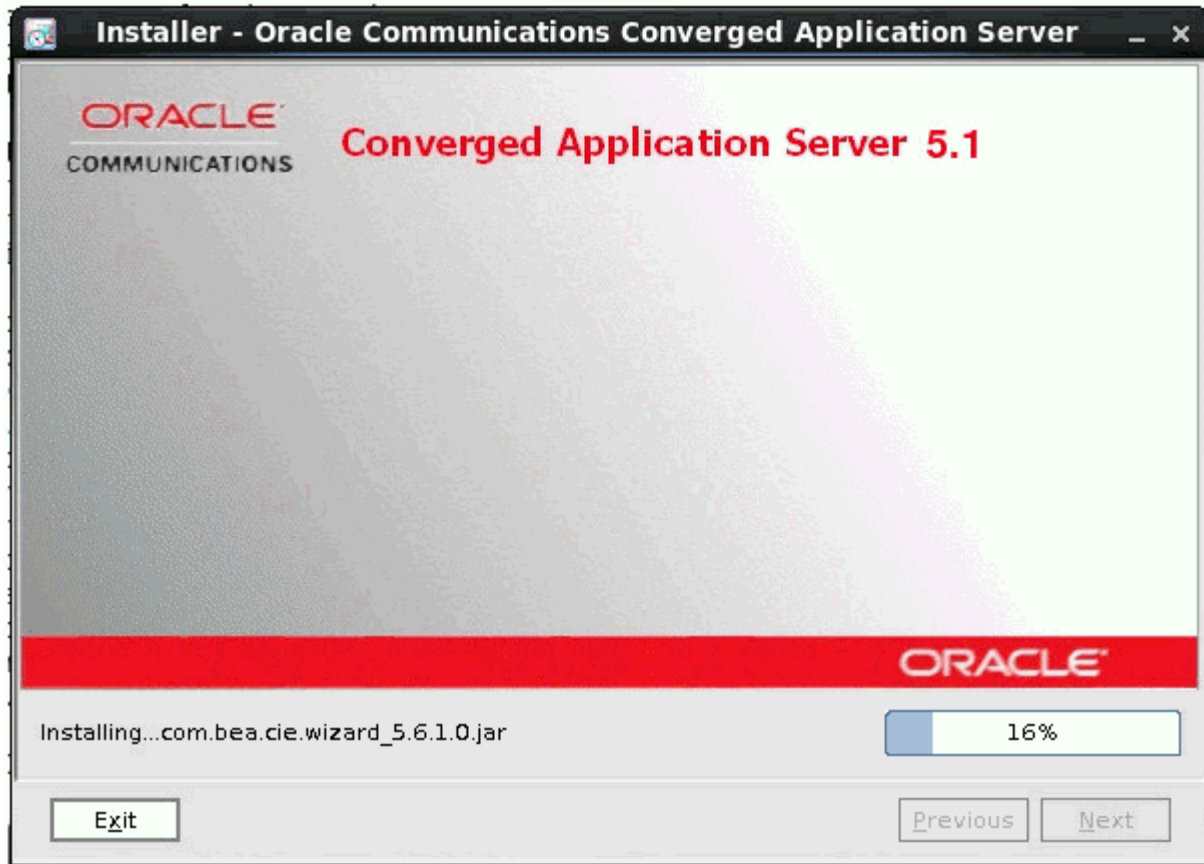 Installer - Oracle Communications Converged Application Server
ORACLE
COMMUNICATIONS
Converged Application Server 5.1
ORACLE
Installing...com.bea.cie.wizard_5.6.1.0.jar
16%
Exit
Previous
Next